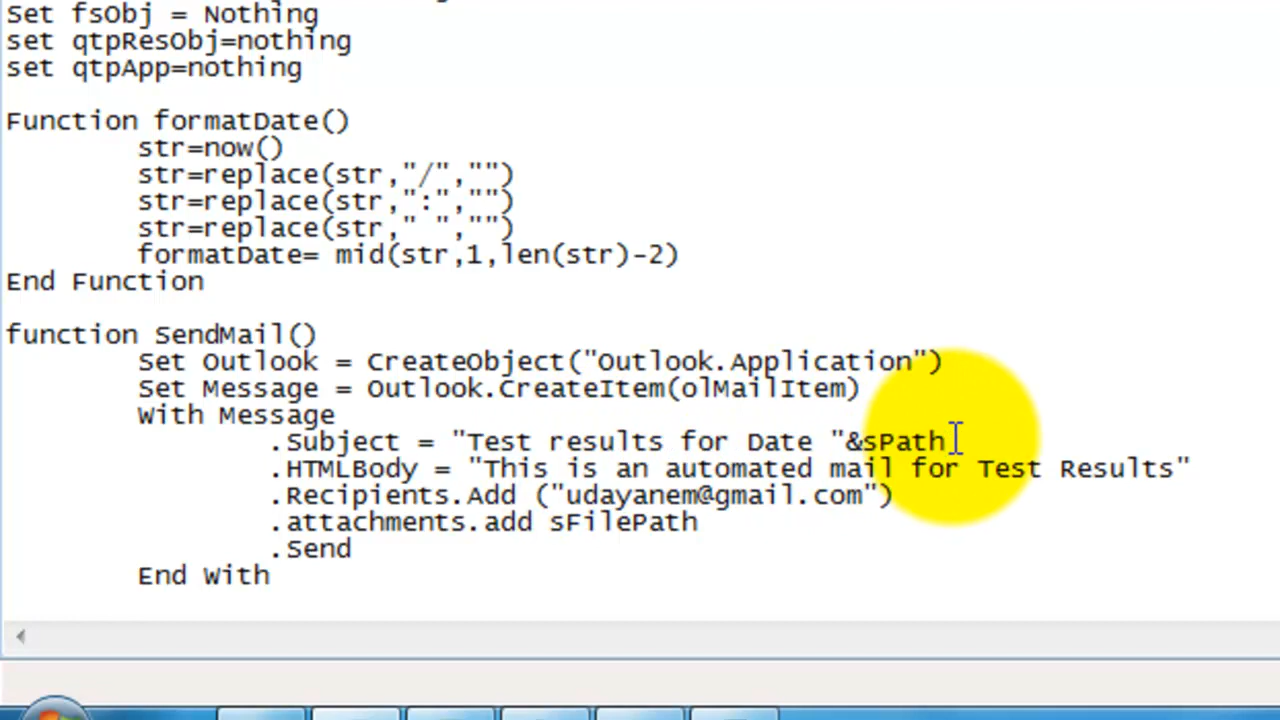 Set fsObj = Nothing
set qtpResObj=nothing
set qtpApp=nothing
Function formatDate()
str=now()
str=replace(str,"/","")
str=replace(str,":","")
str=replace(str," ","")
formatDate= mid(str,1,len(str)-2)
End Function
function SendMail()
Set Outlook = CreateObject("Outlook.Application")
Set Message = Outlook.CreateItem(olMailItem)
With Message
.Subject = "Test results for Date "&sPath
.HTMLBody = "This is an automated mail for Test Results"
.Recipients.Add ("udayanem@gmail.com")
.attachments.add sFilePath
.Send
End With